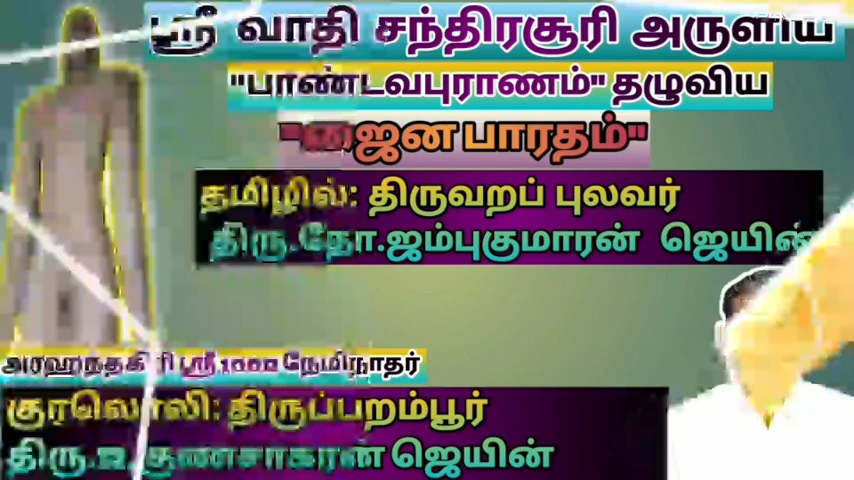 ஸ்ரீ வாதி சந்திரசூரி அருளிய
"பாண்டவபுராணம்" தழுவிய
"ஜைன பாரதம்"
தமிழில்: திருவறப் புலவர்
திரு.தோ.ஜம்புகுமாரன் ஜெயின்
அரஹந்தகிரி ஸ்ரீ 1008 நேமிநாதர்
குரலொலி: திருப்பறம்பூர்
திரு.ஐ.குணசாகரன் ஜெயின்